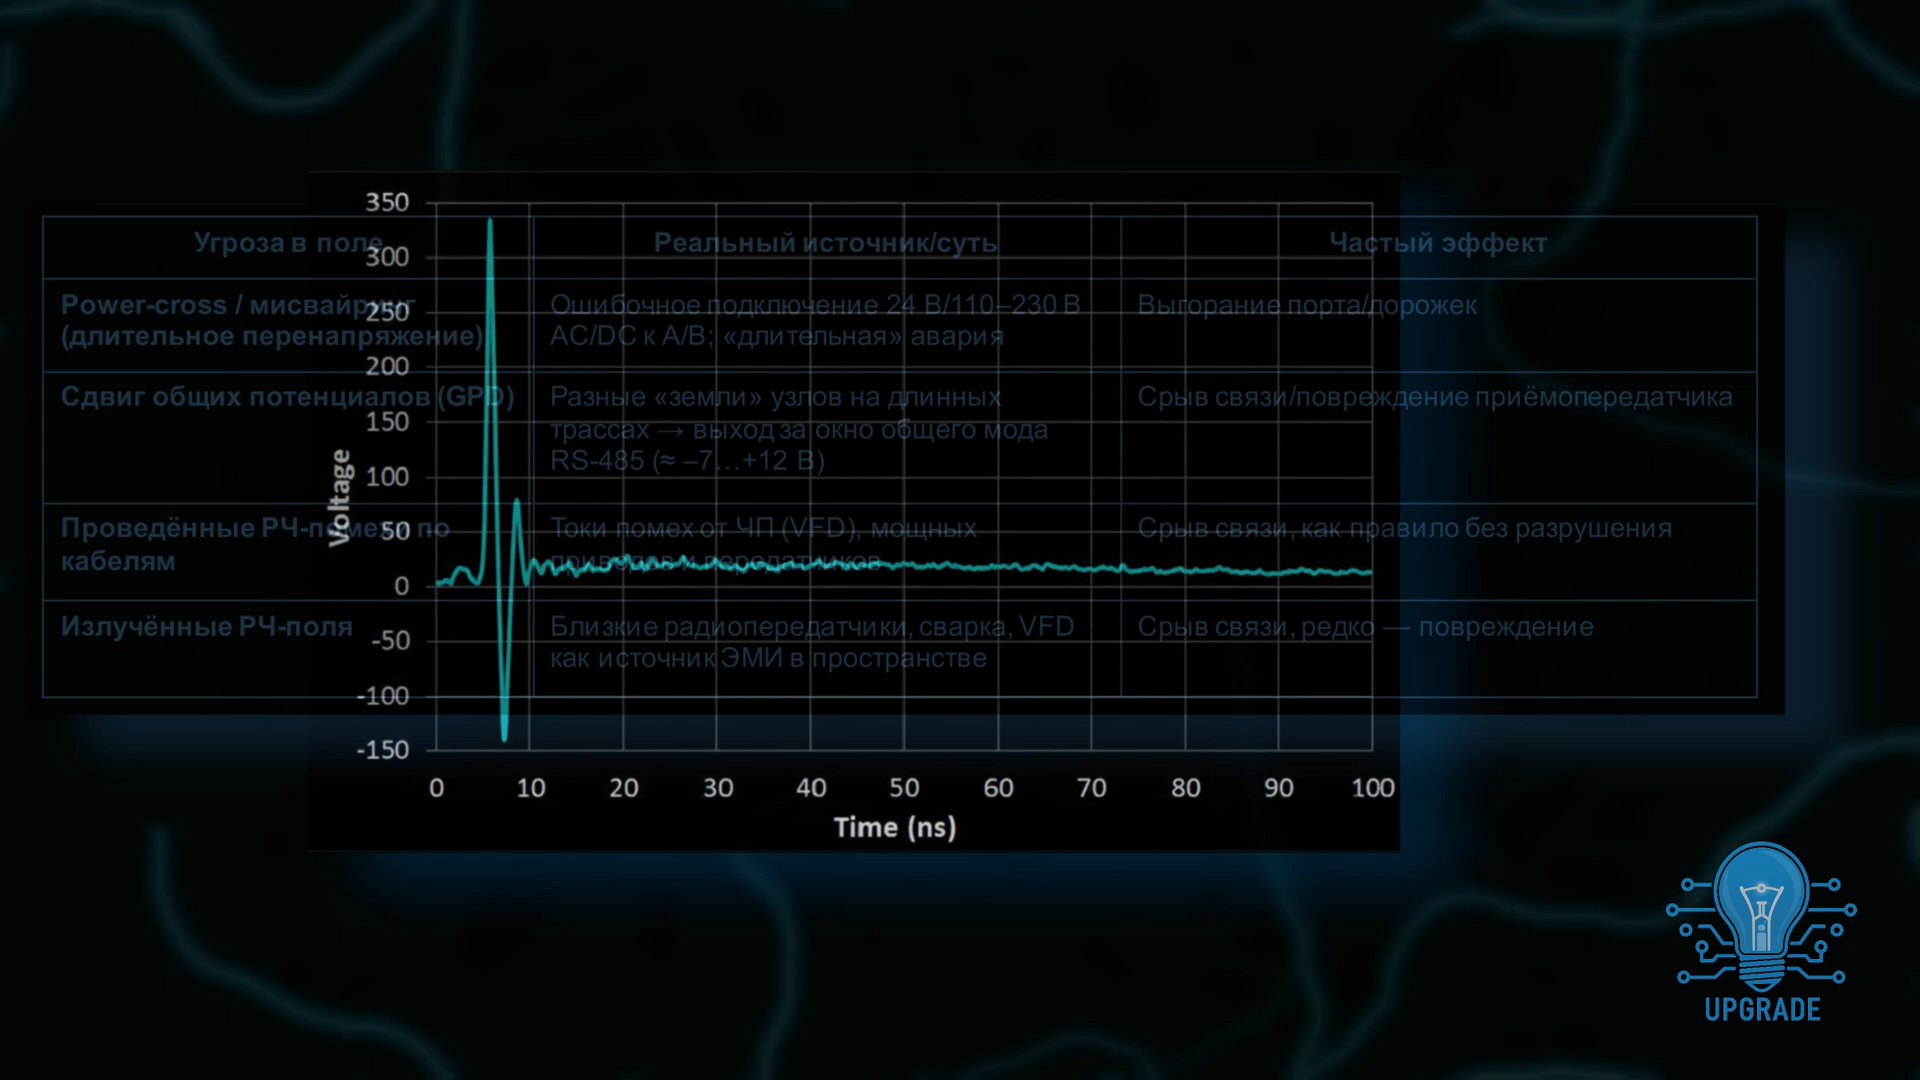 Угроза в поле
Реальный источник/суть
Частый эффект
Power-cross / мисвайринг
(длительное перенапряжение)
Ошибочное подключение 24 В/110–230 В
AC/DC к A/B; «длительная» авария
Выгорание порта/дорожек
Сдвиг общих потенциалов (GPD)
Разные «земли» узлов на длинных
трассах → выход за окно общего мода
RS-485 (≈ –7…+12 В)
Срыв связи/повреждение приёмопередатчика
Проведённые РЧ-помехи по
кабелям
Токи помех от ЧП (VFD), мощных
приводов и передатчиков
Срыв связи, как правило без разрушения
Излучённые РЧ-поля
Близкие радиопередатчики, сварка, VFD
как источник ЭМИ в пространстве
Срыв связи, редко — повреждение
Voltage
350
300
250
200
150
100
50
0
-50
-100
-150
0 10 20 30 40 50 60 70 80 90 100
Time (ns)
UPGRADE